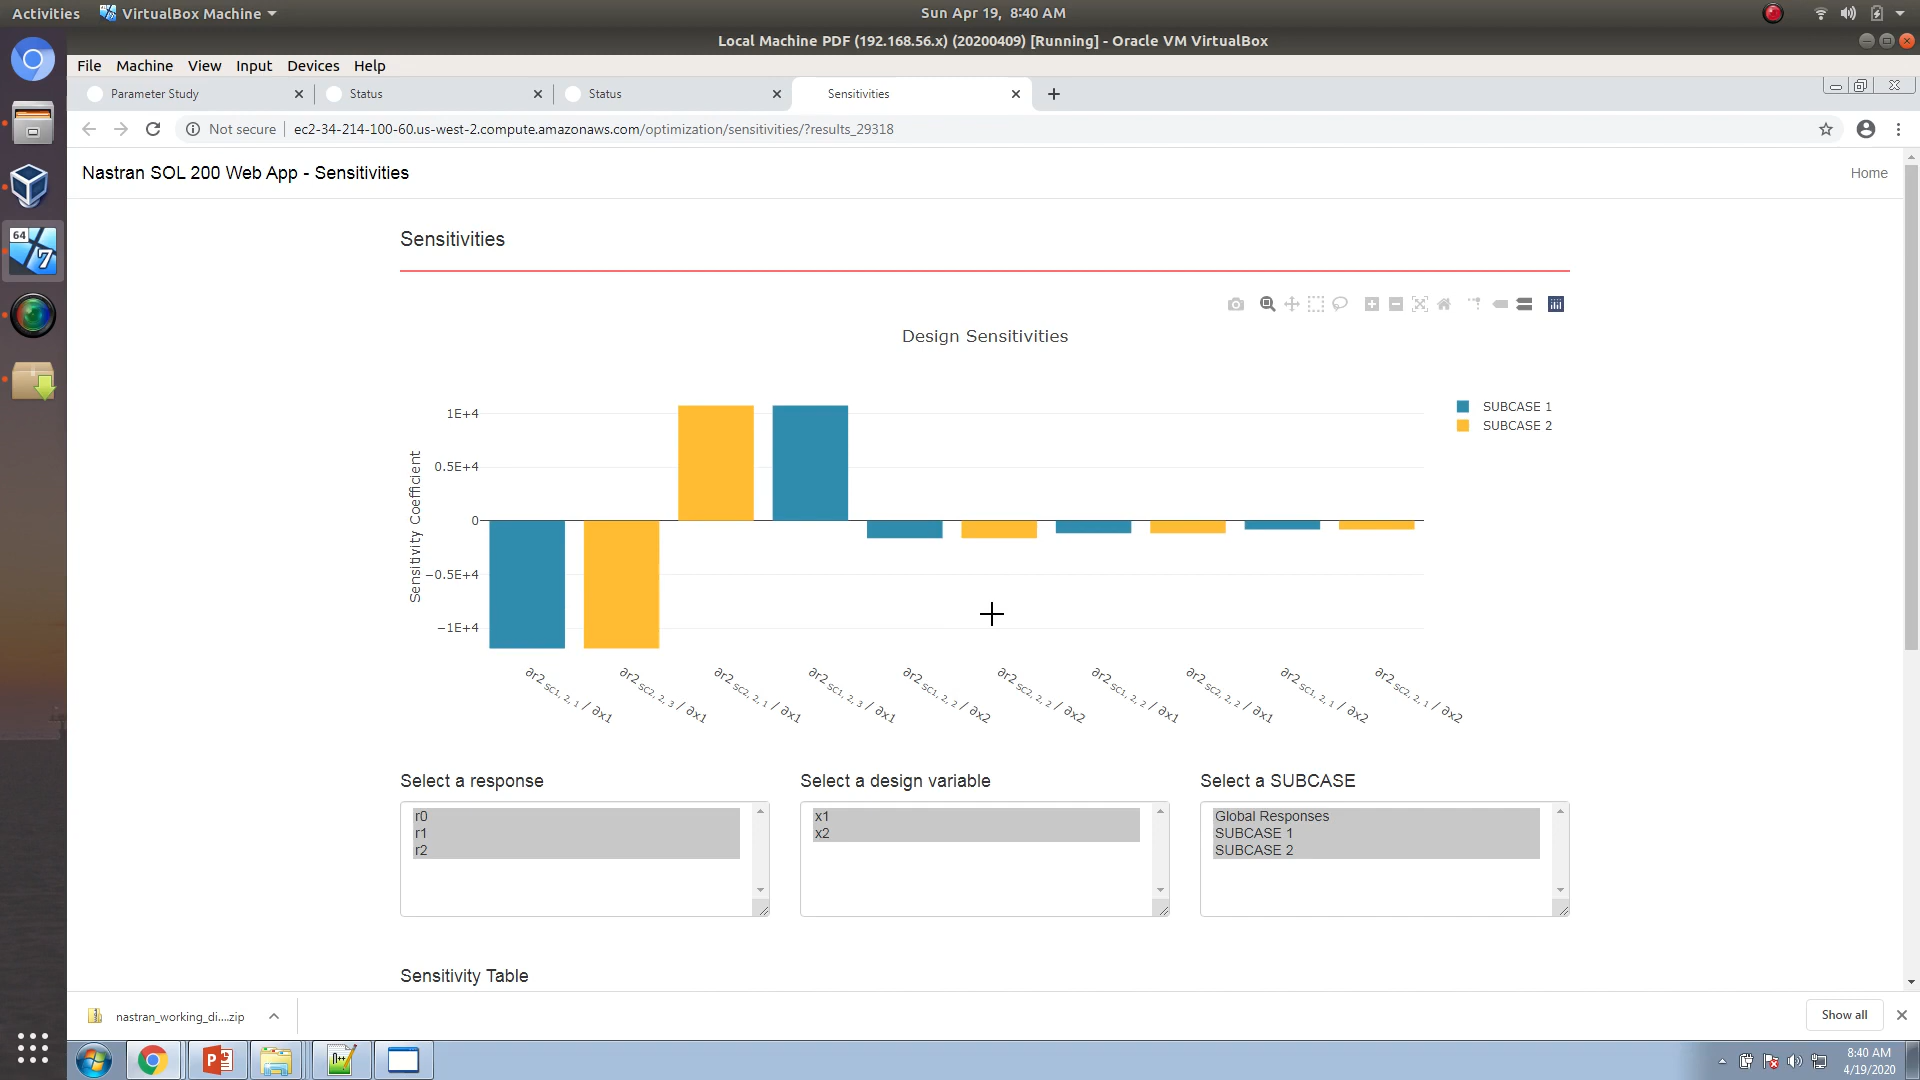 Activities
VirtualBox Machine
Sun Apr 19, 8:40 AM
Local Machine PDF (192.168.56.x) (20200409) [Running] - Oracle VM VirtualBox
File Machine View Input Devices Help
Parameter Study
Status
Status
Sensitivities
Not secure
ec2-34-214-100-60.us-west-2.compute.amazonaws.com/optimization/sensitivities/?results_29318
64
7
Nastran SOL 200 Web App - Sensitivities
Home
Sensitivities
Design Sensitivities
1E+4
0.5E+4
0
−0.5E+4
−1E+4
Sensitivity Coefficient
SUBCASE 1
SUBCASE 2
∂r2 SC1, 2, 1 / ∂x1
∂r2 SC2, 2, 3 / ∂x1
∂r2 SC2, 2, 1 / ∂x1
∂r2 SC1, 2, 3 / ∂x1
∂r2 SC1, 2, 2 / ∂x2
∂r2 SC2, 2, 2 / ∂x2
∂r2 SC1, 2, 2 / ∂x1
∂r2 SC2, 2, 2 / ∂x1
∂r2 SC1, 2, 1 / ∂x2
∂r2 SC2, 2, 1 / ∂x2
Select a response
r0
r1
r2
Select a design variable
x1
x2
Select a SUBCASE
Global Responses
SUBCASE 1
SUBCASE 2
Sensitivity Table
nastran_working_di....zip
Show all
8:40 AM
4/19/2020